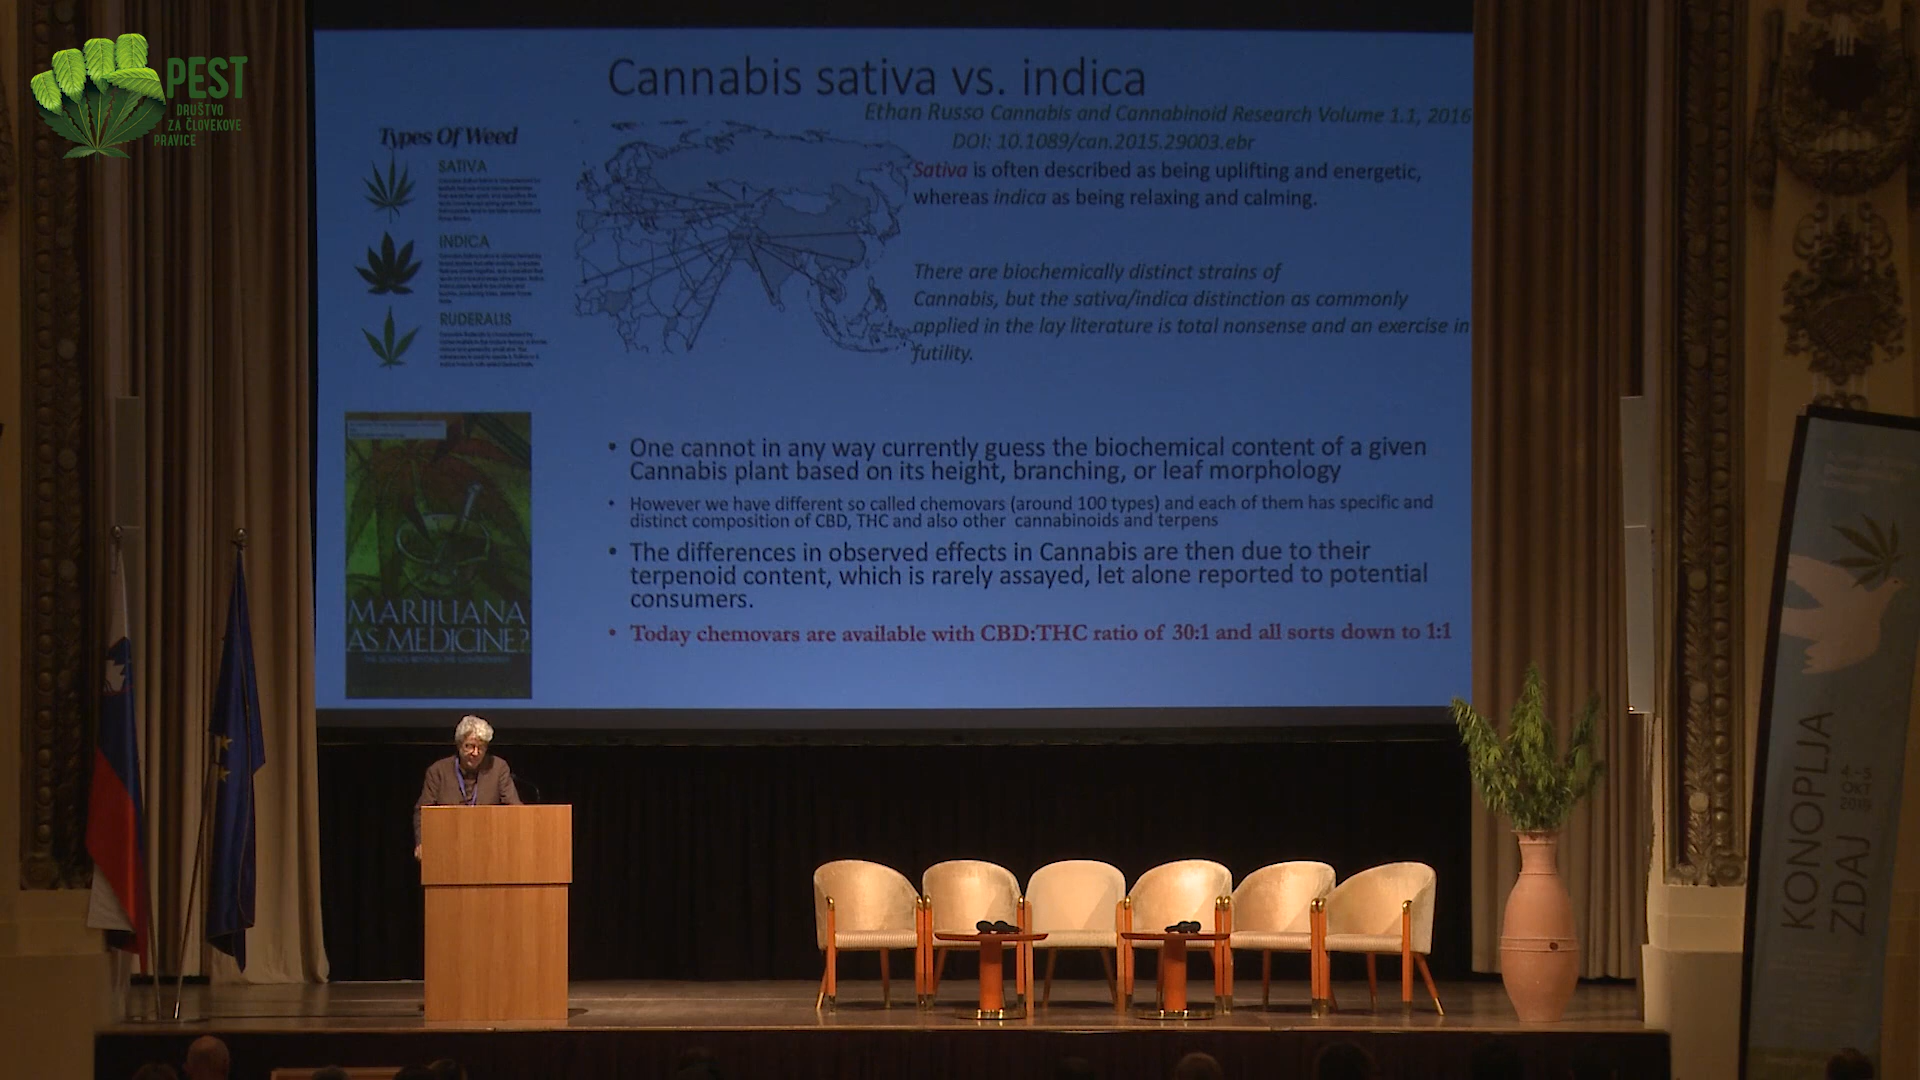 PEST
DRUŠTVO
ZA ČLOVEKOVE
PRAVICE
Cannabis sativa vs. indica
Ethan Russo Cannabis and Cannabinoid Research Volume 1.1, 2016
DOI: 10.1089/can.2015.29003.ebr
Types Of Weed
SATIVA
INDICA
RUDERALIS
Sativa is often described as being uplifting and energetic,
whereas indica as being relaxing and calming.
There are biochemically distinct strains of
Cannabis, but the sativa/indica distinction as commonly
applied in the lay literature is total nonsense and an exercise in
futility.
• One cannot in any way currently guess the biochemical content of a given
Cannabis plant based on its height, branching, or leaf morphology
• However we have different so called chemovars (around 100 types) and each of them has specific and
distinct composition of CBD, THC and also other cannabinoids and terpens
• The differences in observed effects in Cannabis are then due to their
terpenoid content, which is rarely assayed, let alone reported to potential
consumers.
• Today chemovars are available with CBD:THC ratio of 30:1 and all sorts down to 1:1
MARIJUANA
AS MEDICINE?
THE SCIENCE BEYOND THE CONTROVERSY
KONOPLJA
ZDAJ
4-5
OKT
2019